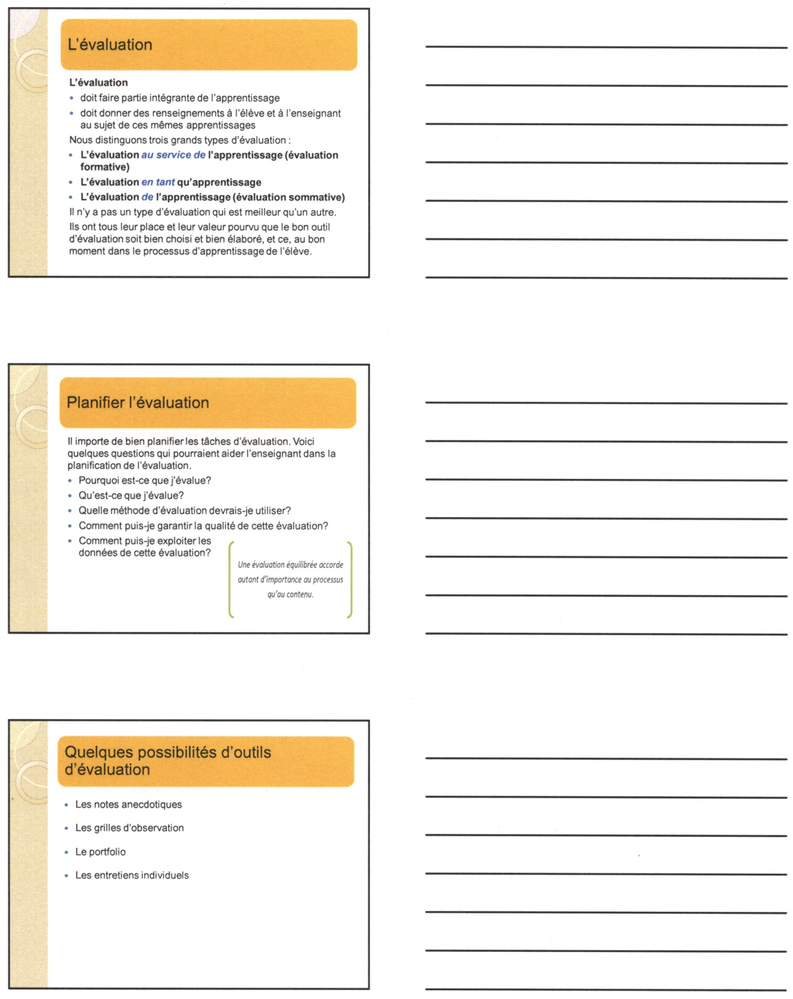 L'évaluation
L'évaluation
• doit faire partie intégrante de l'apprentissage
• doit donner des renseignements à l'élève et à l'enseignant
au sujet de ces mêmes apprentissages
Nous distinguons trois grands types d'évaluation :
• L'évaluation au service de l'apprentissage (évaluation
formative)
• L'évaluation en tant qu'apprentissage
• L'évaluation de l'apprentissage (évaluation sommative)
Il n'y a pas un type d'évaluation qui est meilleur qu'un autre.
Ils ont tous leur place et leur valeur pourvu que le bon outil
d'évaluation soit bien choisi et bien élaboré, et ce, au bon
moment dans le processus d'apprentissage de l'élève.
Planifier l'évaluation
Il importe de bien planifier les tâches d'évaluation. Voici
quelques questions qui pourraient aider l'enseignant dans la
planification de l'évaluation.
• Pourquoi est-ce que j'évalue?
• Qu'est-ce que j'évalue?
• Quelle méthode d'évaluation devrais-je utiliser?
• Comment puis-je garantir la qualité de cette évaluation?
• Comment puis-je exploiter les
données de cette évaluation?
Une évaluation équilibrée accorde
autant d'importance au processus
qu'au contenu.
Quelques possibilités d'outils
d'évaluation
• Les notes anecdotiques
• Les grilles d'observation
• Le portfolio
• Les entretiens individuels